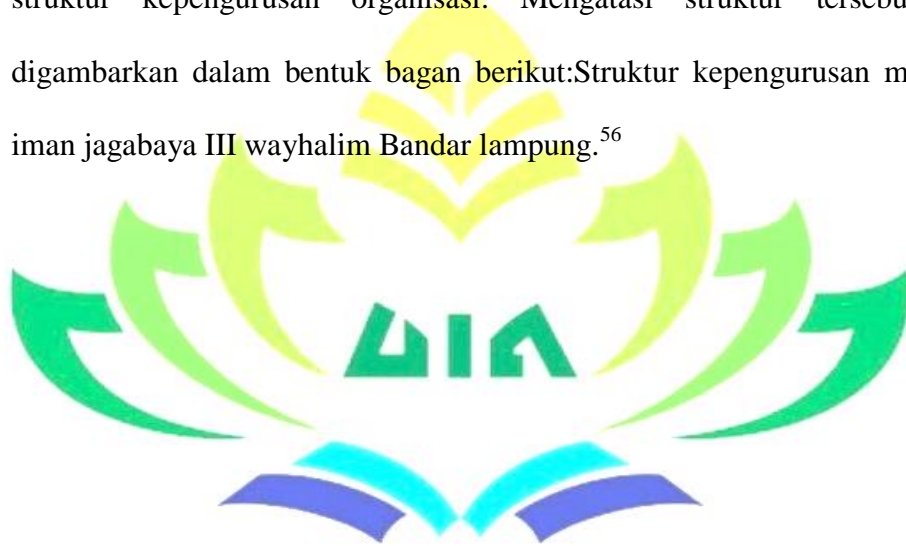 struktur kepengurusan organisasi. Mengatasi struktur
digambarkan dalam bentuk bagan berikut:Struktur kepengurusan
iman jagabaya III wayhalim Bandar lampung.56
UIN